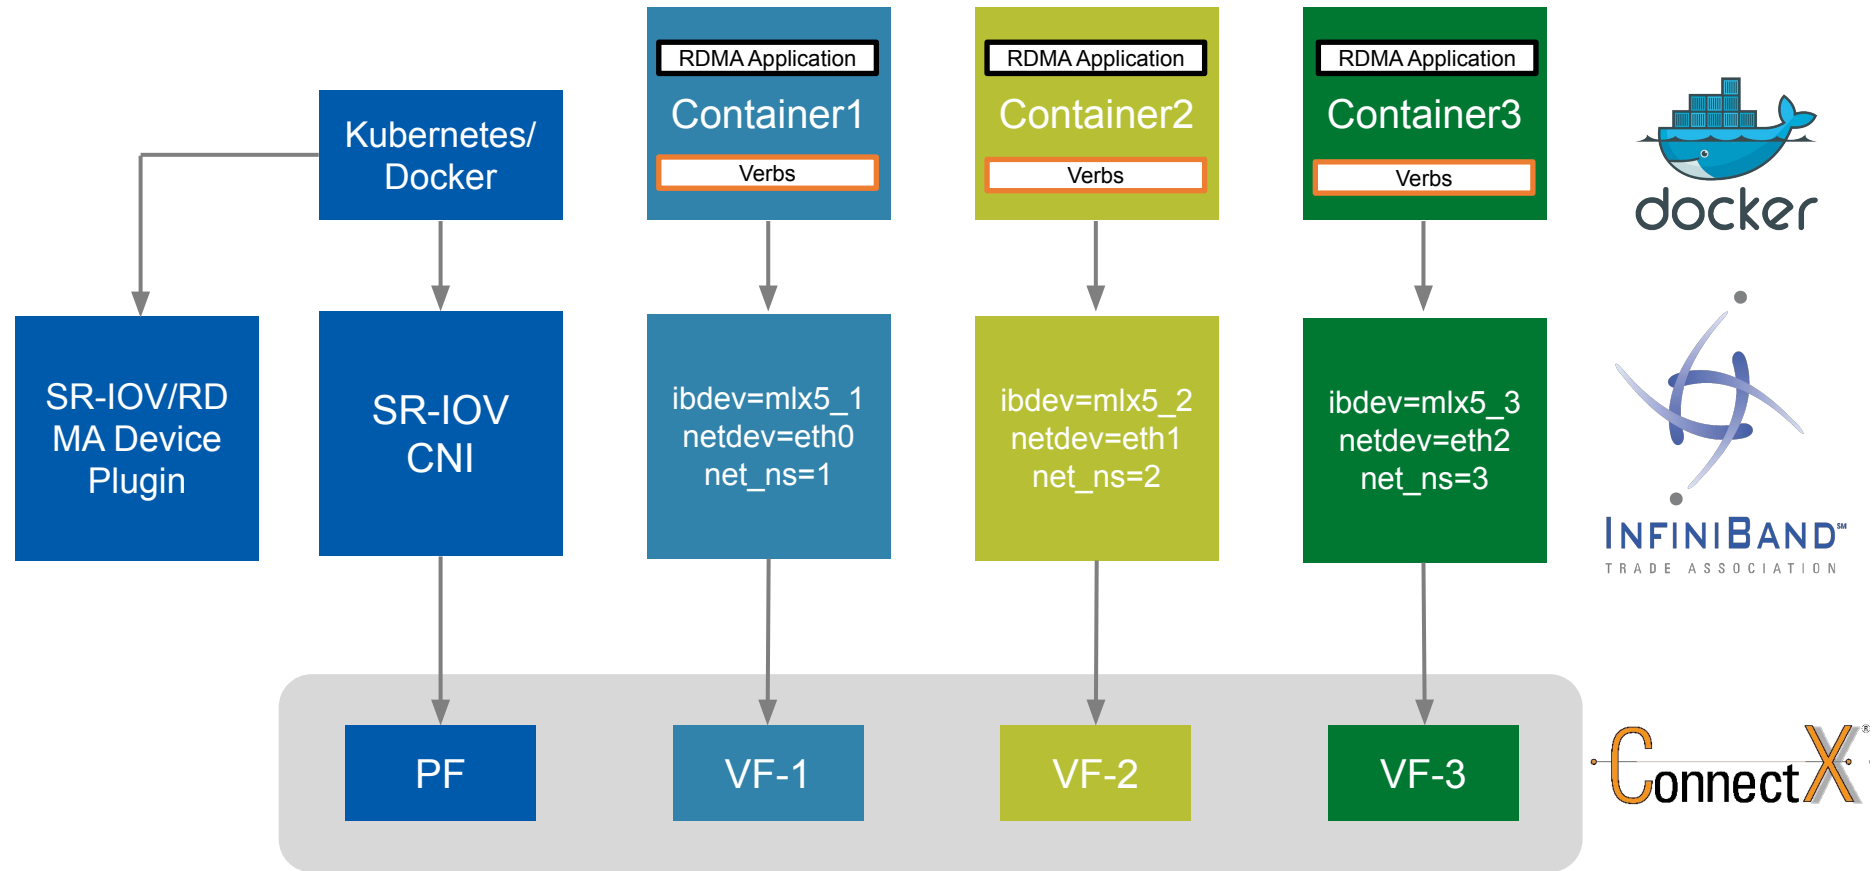 Kubernetes/
Docker
SR-IOV/RD
MA Device
Plugin
SR-IOV
CNI
PF
RDMA Application
Container1
Verbs
ibdev=mlx5_1
netdev=eth0
net_ns=1
VF-1
RDMA Application
Container2
Verbs
ibdev=mlx5_2
netdev=eth1
net_ns=2
VF-2
RDMA Application
Container3
Verbs
ibdev=mlx5_3
netdev=eth2
net_ns=3
VF-3
docker
INFINIBAND℠
TRADE ASSOCIATION
ConnectX®